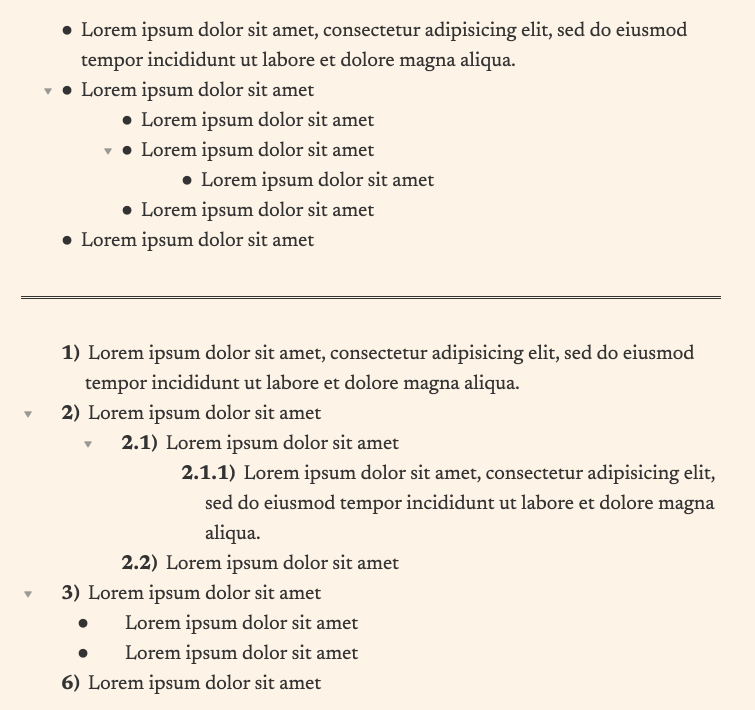 ● Lorem ipsum dolor sit amet, consectetur adipisicing elit, sed do eiusmod
tempor incididunt ut labore et dolore magna aliqua.
● Lorem ipsum dolor sit amet
● Lorem ipsum dolor sit amet
● Lorem ipsum dolor sit amet
● Lorem ipsum dolor sit amet
● Lorem ipsum dolor sit amet
● Lorem ipsum dolor sit amet
1) Lorem ipsum dolor sit amet, consectetur adipisicing elit, sed do eiusmod
tempor incididunt ut labore et dolore magna aliqua.
2) Lorem ipsum dolor sit amet
2.1) Lorem ipsum dolor sit amet
2.1.1) Lorem ipsum dolor sit amet, consectetur adipisicing elit,
sed do eiusmod tempor incididunt ut labore et dolore magna
aliqua.
2.2) Lorem ipsum dolor sit amet
3) Lorem ipsum dolor sit amet
● Lorem ipsum dolor sit amet
● Lorem ipsum dolor sit amet
6) Lorem ipsum dolor sit amet